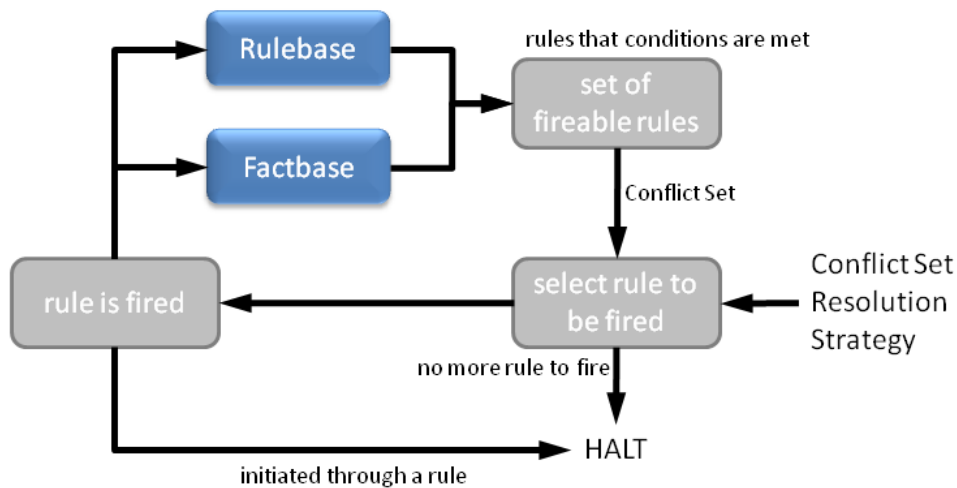 Rulebase
rules that conditions are met
set of
fireable rules
Factbase
Conflict Set
Conflict Set
Resolution
Strategy
select rule to
be fired
rule is fired
no more rule to fire
HALT
initiated through a rule